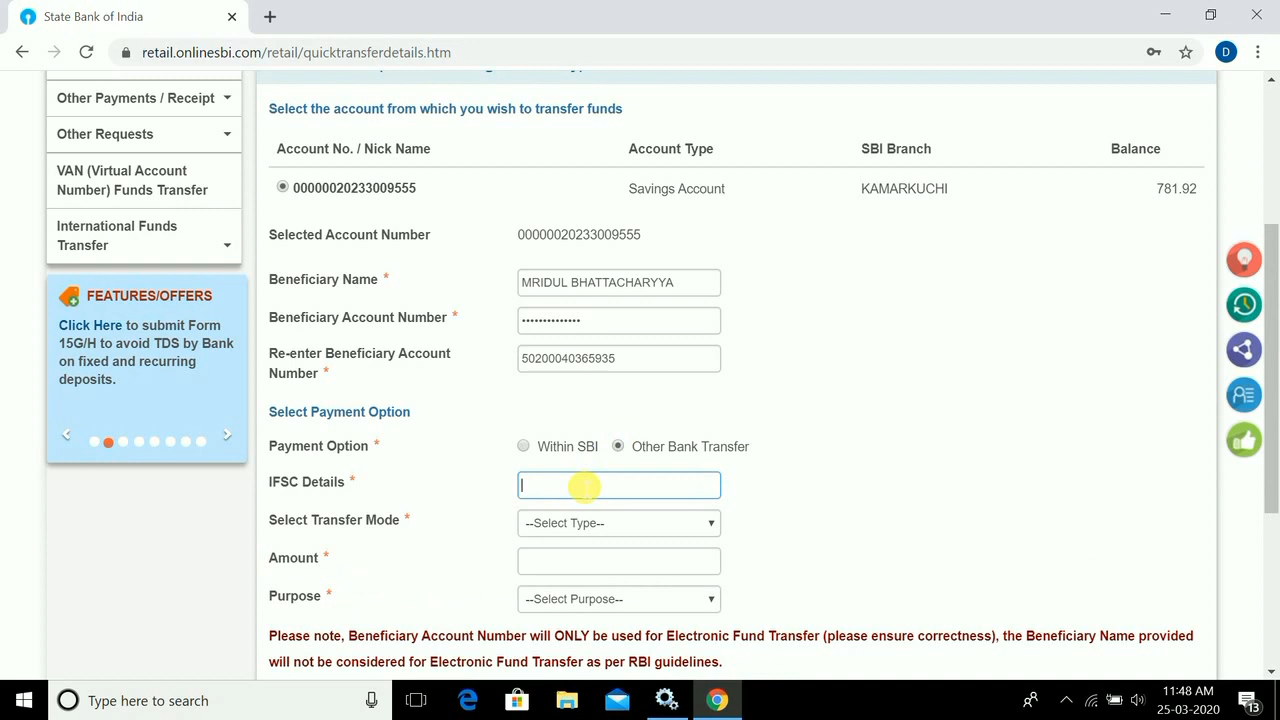 State Bank of India
retail.onlinesbi.com/retail/quicktransferdetails.htm
D
Other Payments / Receipt
Other Requests
VAN (Virtual Account
Number) Funds Transfer
International Funds
Transfer
FEATURES/OFFERS
Click Here to submit Form
15G/H to avoid TDS by Bank
on fixed and recurring
deposits.
Select the account from which you wish to transfer funds
Account No. / Nick Name Account Type SBI Branch Balance
00000020233009555 Savings Account KAMARKUCHI 781.92
Selected Account Number 00000020233009555
Beneficiary Name * MRIDUL BHATTACHARYYA
Beneficiary Account Number * ••••••••••••••
Re-enter Beneficiary Account
Number * 50200040365935
Select Payment Option
Payment Option * Within SBI Other Bank Transfer
IFSC Details *
Select Transfer Mode * --Select Type--
Amount *
Purpose * --Select Purpose--
Please note, Beneficiary Account Number will ONLY be used for Electronic Fund Transfer (please ensure correctness), the Beneficiary Name provided
will not be considered for Electronic Fund Transfer as per RBI guidelines.
Type here to search
11:48 AM
25-03-2020
13